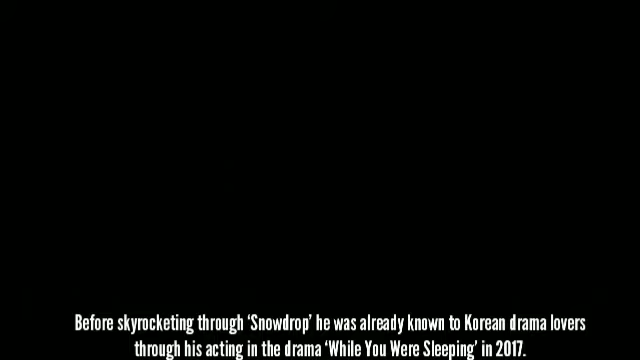 Before skyrocketing through ‘Snowdrop’ he was already known to Korean drama lovers
through his acting in the drama ‘While You Were Sleeping’ in 2017.